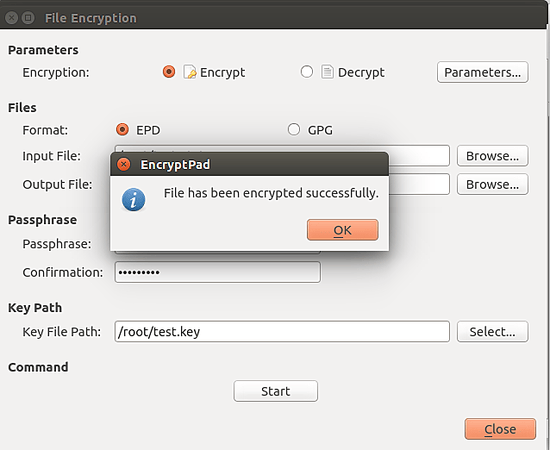 File Encryption
Parameters
Encryption: Encrypt Decrypt Parameters...
Files
Format: EPD GPG
Input File: Browse...
EncryptPad
Output File: Browse...
File has been encrypted successfully.
Passphrase
OK
Passphrase:
Confirmation: •••••••••
Key Path
Key File Path: /root/test.key Select...
Command
Start
Close